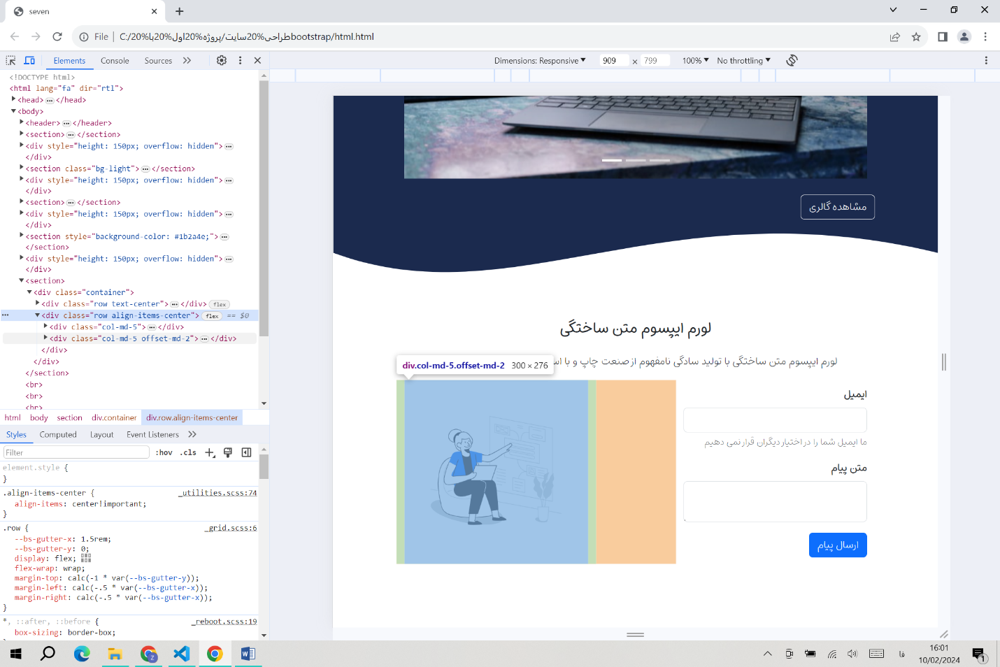 seven
File
C:/20%طراحی%20سایت/پروژه%20اول%20با%20bootstrap/html.html
Elements
Console
Sources
Dimensions: Responsive
909
×
799
100%
No throttling
<!DOCTYPE html>
<html lang="fa" dir="rtl">
<head>…</head>
<body>
<header>…</header>
<section>…</section>
<div style="height: 150px; overflow: hidden">…
</div>
<section class="bg-light">…</section>
<div style="height: 150px; overflow: hidden">…
</div>
<section>…</section>
<div style="height: 150px; overflow: hidden">…
</div>
<section style="background-color: #1b2a4e;">…
</section>
<div style="height: 150px; overflow: hidden">…
</div>
<section>
<div class="container">
<div class="row text-center">…</div> flex
<div class="row align-items-center"> flex == $0
<div class="col-md-5">…</div>
<div class="col-md-5 offset-md-2">…</div>
</div>
</div>
</section>
<br>
<br>
<br>
html body section div.container div.row.align-items-center
Styles Computed Layout Event Listeners
Filter
:hov .cls
element.style {
}
.align-items-center { _utilities.scss:74
align-items: center!important;
}
.row { _grid.scss:6
--bs-gutter-x: 1.5rem;
--bs-gutter-y: 0;
display: flex;
flex-wrap: wrap;
margin-top: calc(-1 * var(--bs-gutter-y));
margin-left: calc(-.5 * var(--bs-gutter-x));
margin-right: calc(-.5 * var(--bs-gutter-x));
}
*, ::after, ::before { _reboot.scss:19
box-sizing: border-box;
مشاهده گالری
لورم ایپسوم متن ساختگی
لورم ایپسوم متن ساختگی با تولید سادگی نامفهوم از صنعت چاپ و با
div.col-md-5.offset-md-2 300 × 276
ایمیل
ما ایمیل شما را در اختیار دیگران قرار نمی دهیم
متن پیام
ارسال پیام
فا
16:01
10/02/2024
1